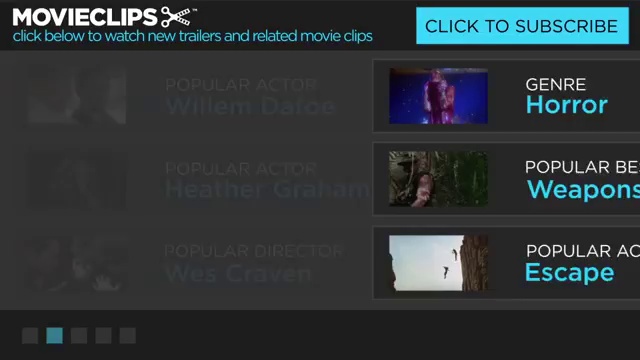 MOVIECLIPS
click below to watch new trailers and related movie clips
CLICK TO SUBSCRIBE
POPULAR ACTOR
Willem Dafoe
GENRE
Horror
POPULAR ACTOR
Heather Graham
POPULAR BES
Weapons
POPULAR DIRECTOR
Wes Craven
POPULAR AC
Escape